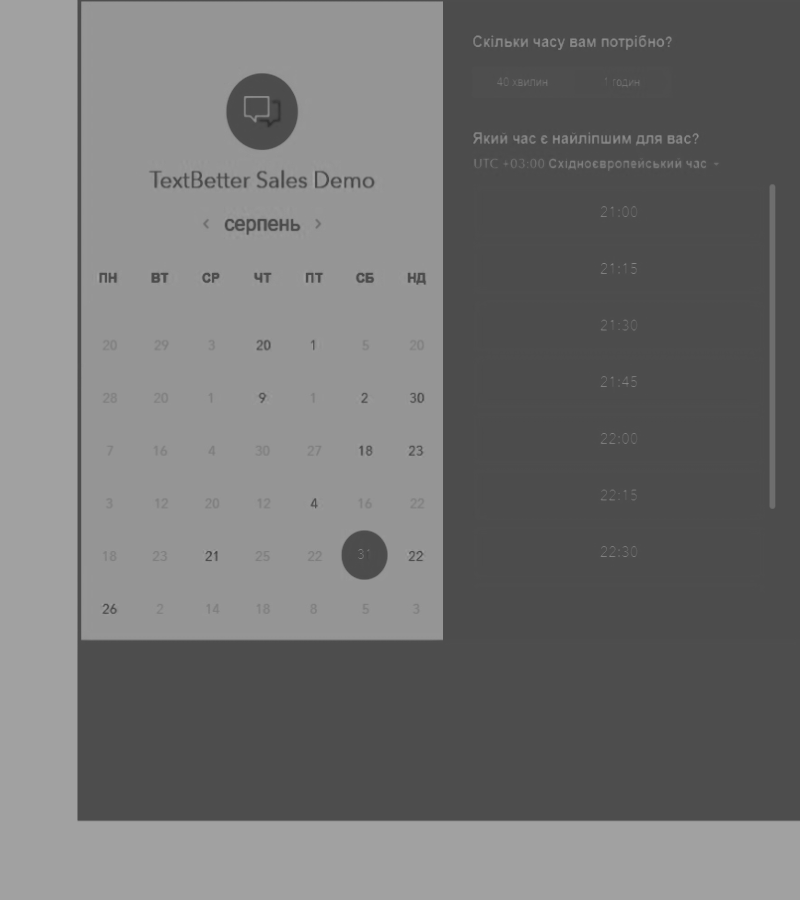 TextBetter Sales Demo
серпень
ПН ВТ СР ЧТ ПТ СБ НД
20 29 3 20 1 5 20
28 20 1 9 1 2 30
7 16 4 30 27 18 23
3 12 20 12 4 16 22
18 23 21 25 22 31 22
26 2 14 18 8 5 3
Скільки часу вам потрібно?
40 хвилин 1 годин
Який час є найліпшим для вас?
UTC +03:00 Східноєвропейський час
21:00
21:15
21:30
21:45
22:00
22:15
22:30